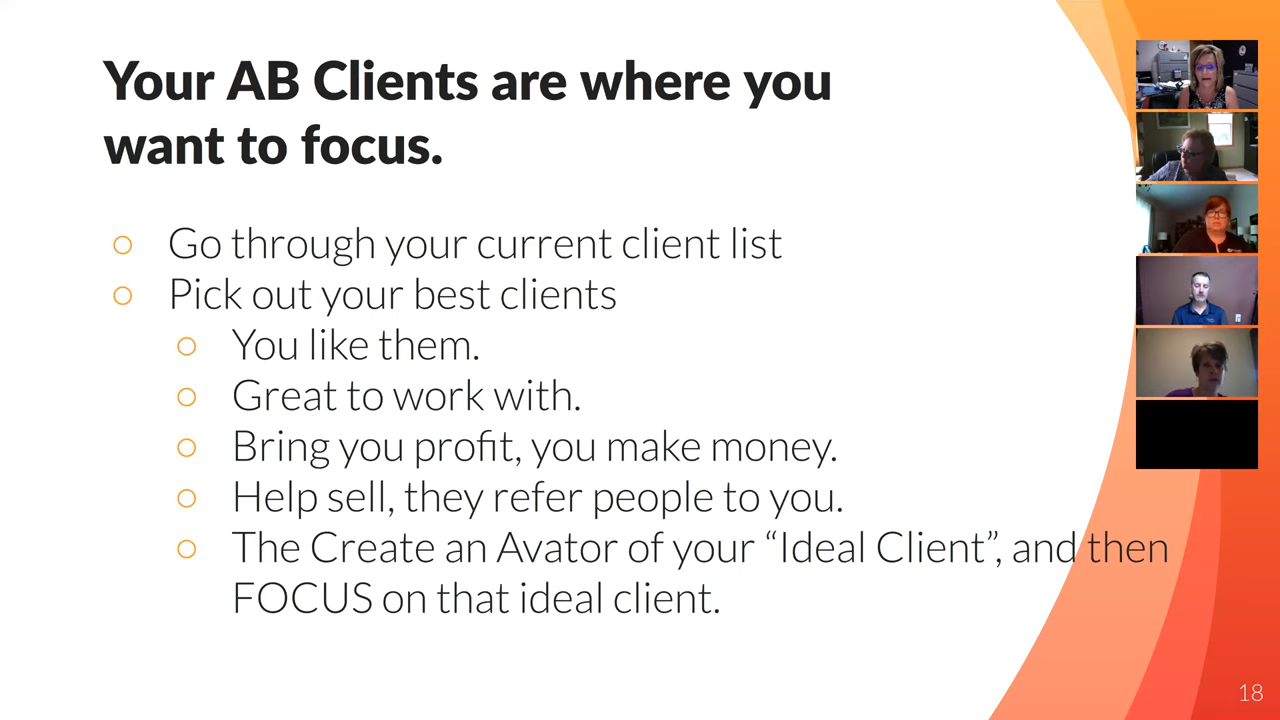 Your AB Clients are where you
want to focus.
Go through your current client list
Pick out your best clients
You like them.
Great to work with.
Bring you profit, you make money.
Help sell, they refer people to you.
The Create an Avator of your “Ideal Client”, and then
FOCUS on that ideal client.
18